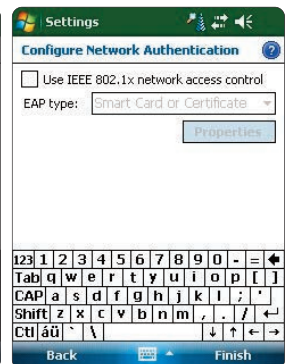 Settings
Configure Network Authentication ?
Use IEEE 802.1x network access control
EAP type: Smart Card or Certificate
Properties
123 1 2 3 4 5 6 7 8 9 0 - = ←
Tab q w e r t y u i o p [ ]
CAP a s d f g h j k l ; '
Shift z x c v b n m , . / ↵
Ctl áü ` \ ↓ ↑ ← →
Back Finish